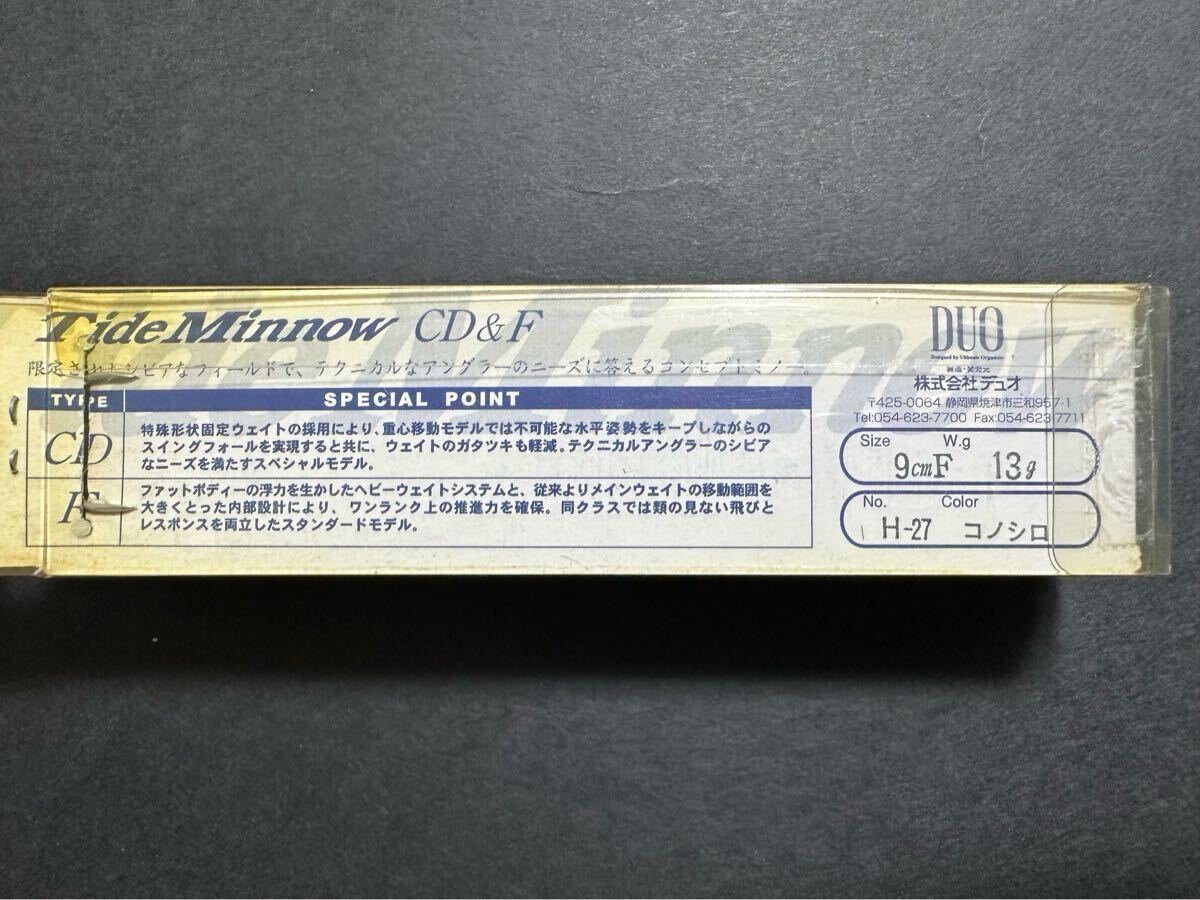 Tide Minnow CD&F
限定されたシビアなフィールドで、テクニカルなアングラーのニーズに答えるコンセプトミノー。
TYPE SPECIAL POINT
CD
特殊形状固定ウェイトの採用により、重心移動モデルでは不可能な水平姿勢をキープしながらの
スイングフォールを実現すると共に、ウェイトのガタツキも軽減。テクニカルアングラーのシビア
なニーズを満たすスペシャルモデル。
F
ファットボディーの浮力を生かしたヘビーウェイトシステムと、従来よりメインウェイトの移動範囲を
大きくとった内部設計により、ワンランク上の推進力を確保。同クラスでは類の見ない飛びと
レスポンスを両立したスタンダードモデル。
DUO
Designed by Ultimate Organizer
製造・発売元
株式会社デュオ
〒425-0064 静岡県焼津市三和957-1
Tel:054-623-7700 Fax:054-623-7711
Size W.g
9cmF 13g
No. Color
H-27 コノシロ
Tide Minnow